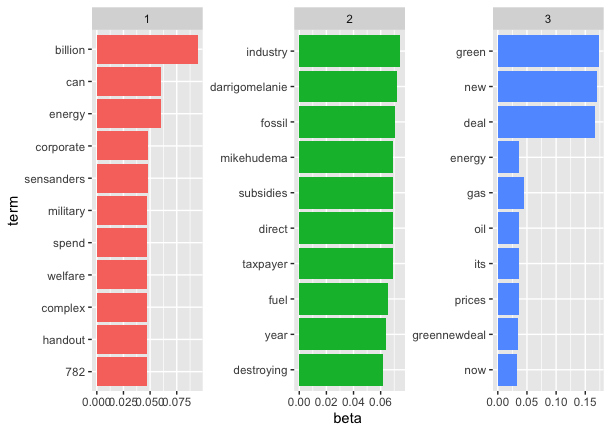 1
billion
can
energy
corporate
sensanders
military
spend
welfare
complex
handout
782
0.000 0.025 0.050 0.075
2
industry
darrigomelanie
fossil
mikehudema
subsidies
direct
taxpayer
fuel
year
destroying
0.00 0.02 0.04 0.06
3
green
new
deal
energy
gas
oil
its
prices
greennewdeal
now
0.00 0.05 0.10 0.15
term
beta